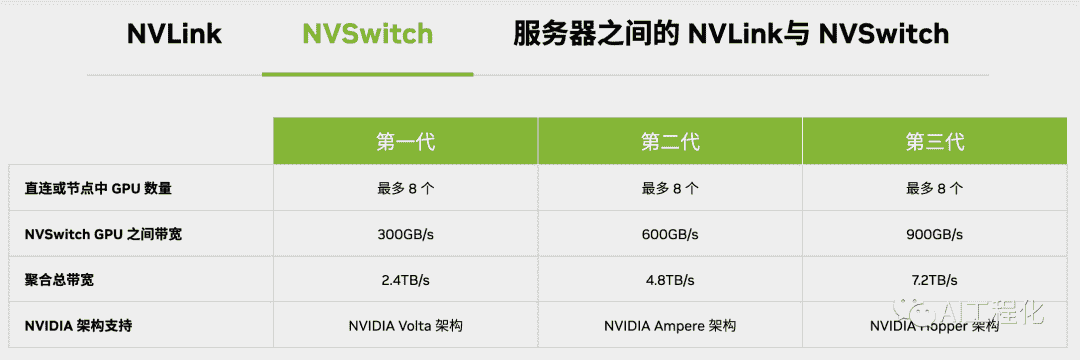 NVLink NVSwitch 服务器之间的 NVLink与 NVSwitch
第一代 第二代 第三代
直连或节点中 GPU 数量 最多 8 个 最多 8 个 最多 8 个
NVSwitch GPU 之间带宽 300GB/s 600GB/s 900GB/s
聚合总带宽 2.4TB/s 4.8TB/s 7.2TB/s
NVIDIA 架构支持 NVIDIA Volta 架构 NVIDIA Ampere 架构 NVIDIA Hopper 架构
AI工程化